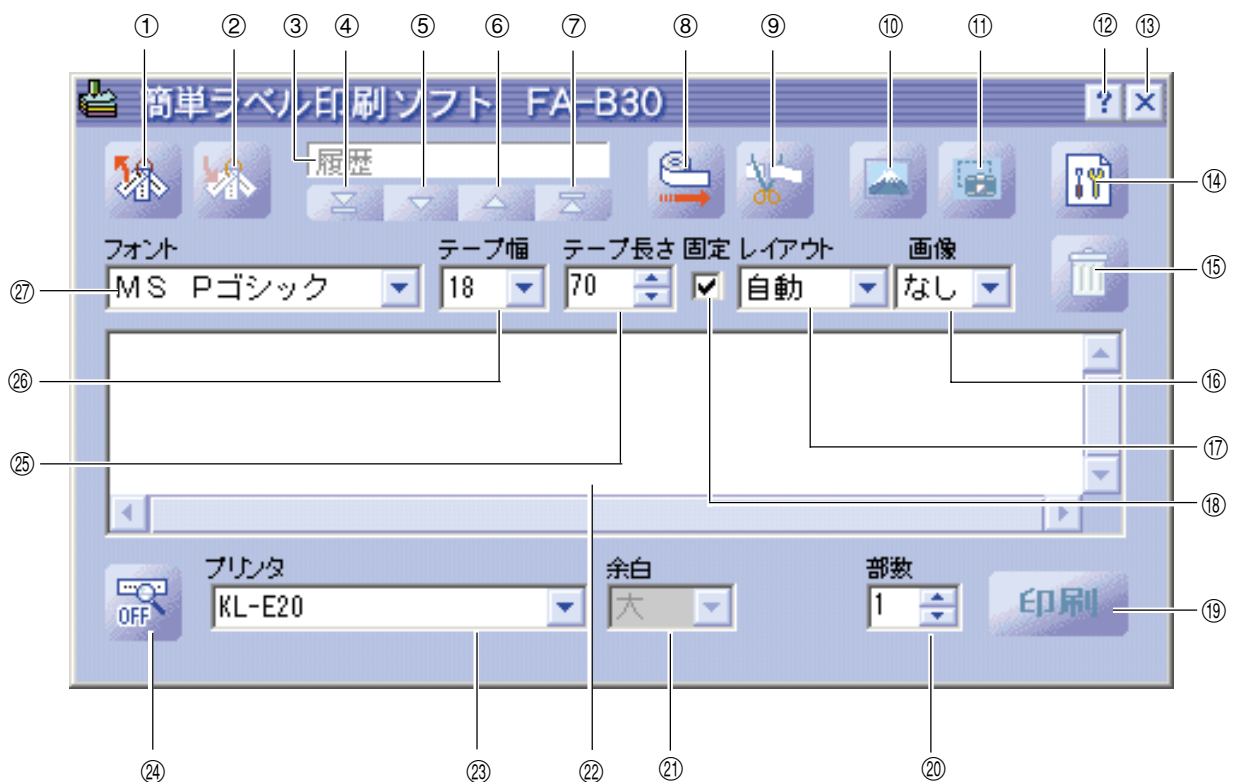 ① ② ③ ④ ⑤ ⑥ ⑦ ⑧ ⑨ ⑩ ⑪ ⑫ ⑬
簡単ラベル印刷ソフト FA-B30 ?
履歴
⑭
フォント テープ幅 テープ長さ 固定 レイアウト 画像
⑮
㉗ MS Pゴシック 18 70 自動 なし
㉖ ⑯
㉕ ⑰
⑱
プリンタ 余白 部数
OFF KL-E20 大 1 印刷 ⑲
㉔ ㉓ ㉒ ㉑ ⑳